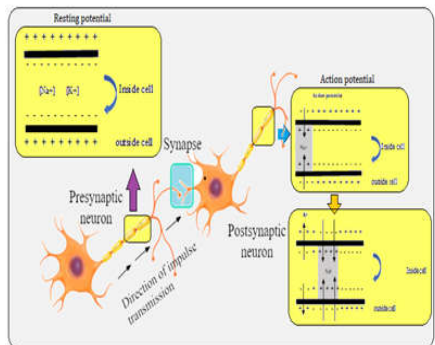 Resting potential
+ + + + + + + +
- - - - - - - -
[Na+] [K+]
Inside cell
- - - - - - - -
outside cell
+ + + + + + + +
Synapse
Presynaptic
neuron
Direction of impulse
transmission
Postsynaptic
neuron
Action potential
Inside cell
outside cell
Inside cell
outside cell